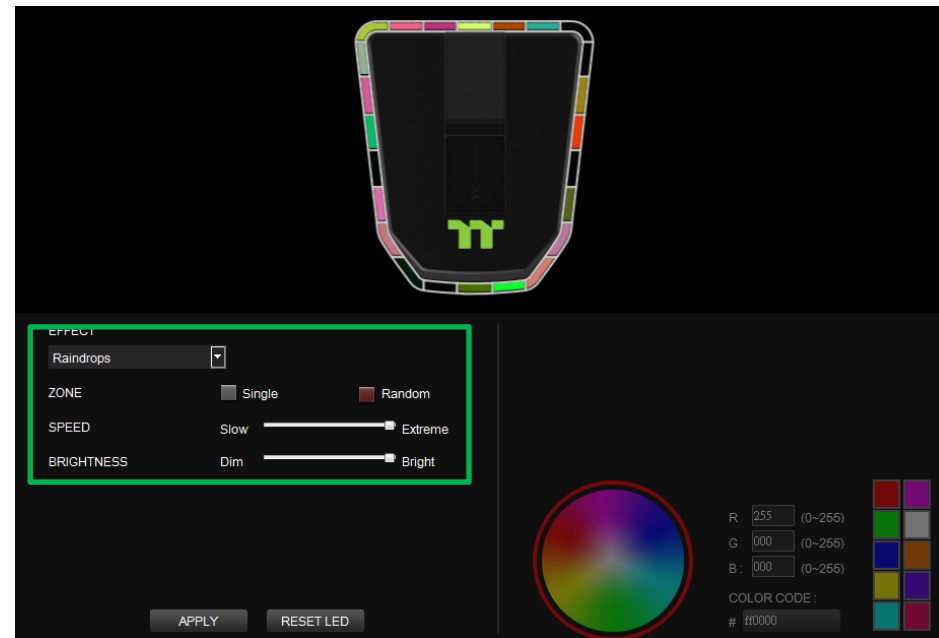 EFFECT
Raindrops
ZONE Single Random
SPEED Slow Extreme
BRIGHTNESS Dim Bright
R 255 (0~255)
G 000 (0~255)
B : 000 (0~255)
COLOR CODE :
# ff0000
APPLY RESET LED